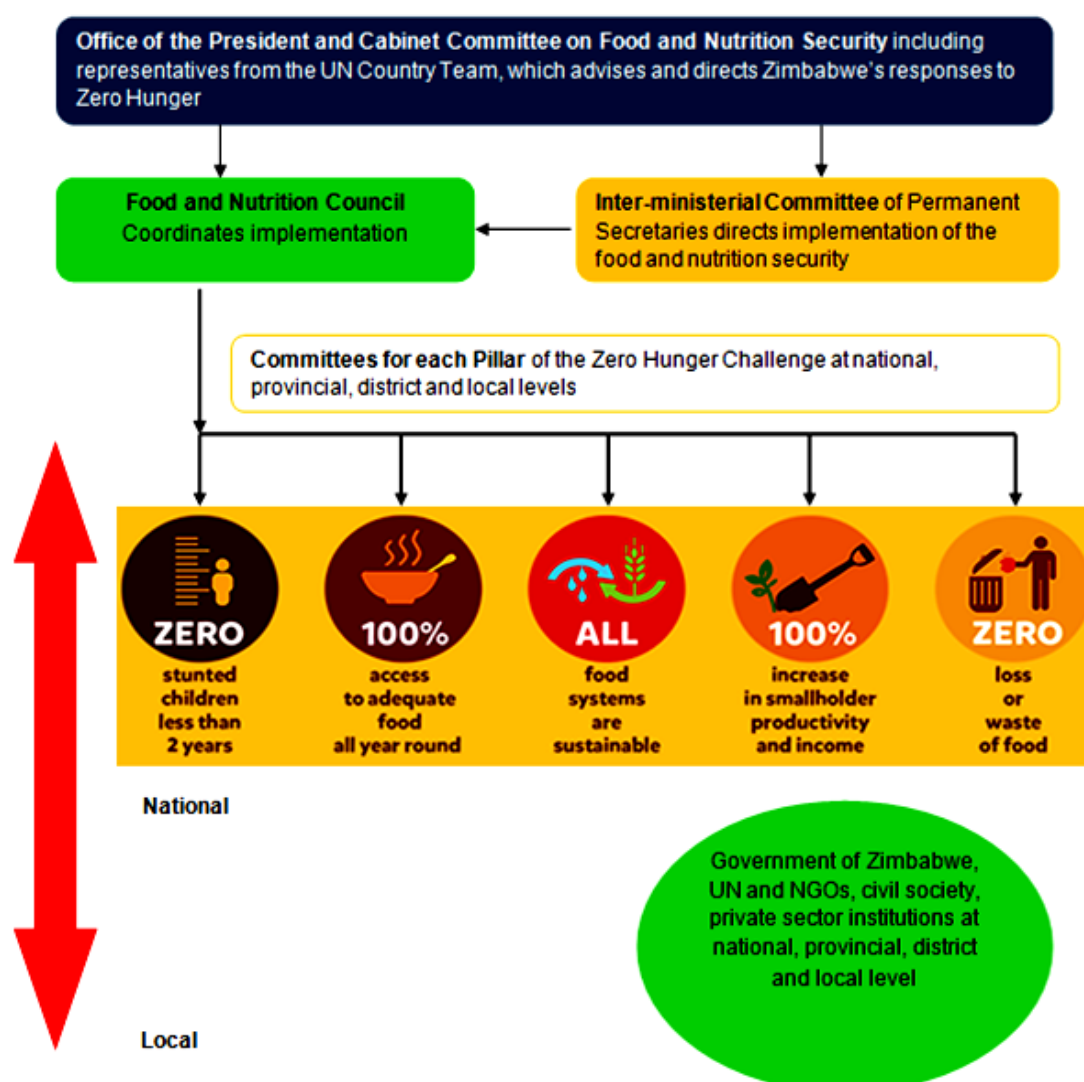 Office of the President and Cabinet Committee on Food and Nutrition Security including
representatives from the UN Country Team, which advises and directs Zimbabwe's responses to
Zero Hunger
Food and Nutrition Council
Coordinates implementation
Inter-ministerial Committee of Permanent
Secretaries directs implementation of the
food and nutrition security
Committees for each Pillar of the Zero Hunger Challenge at national,
provincial, district and local levels
ZERO
stunted
children
less than
2 years
100%
access
to adequate
food
all year round
ALL
food
systems
are
sustainable
100%
increase
in smallholder
productivity
and income
ZERO
loss
or
waste
of food
National
Government of Zimbabwe,
UN and NGOs, civil society,
private sector institutions at
national, provincial, district
and local level
Local